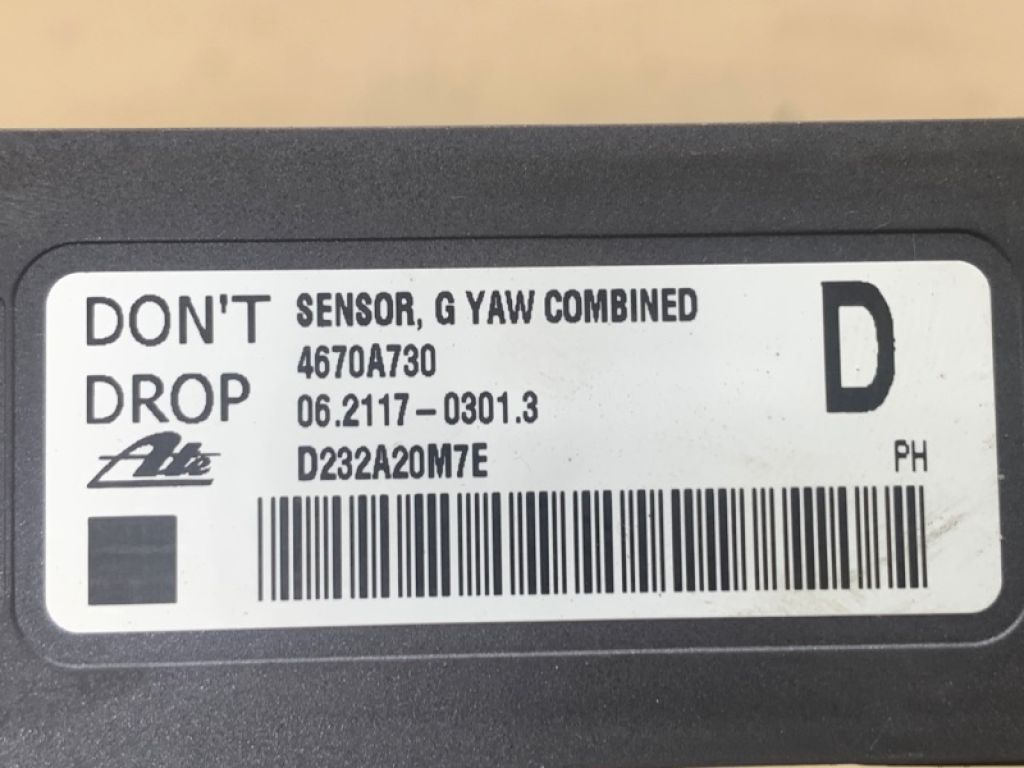 DON'T
DROP
Ate
SENSOR, G YAW COMBINED
4670A730
06.2117-0301.3
D232A20M7E
D
PH